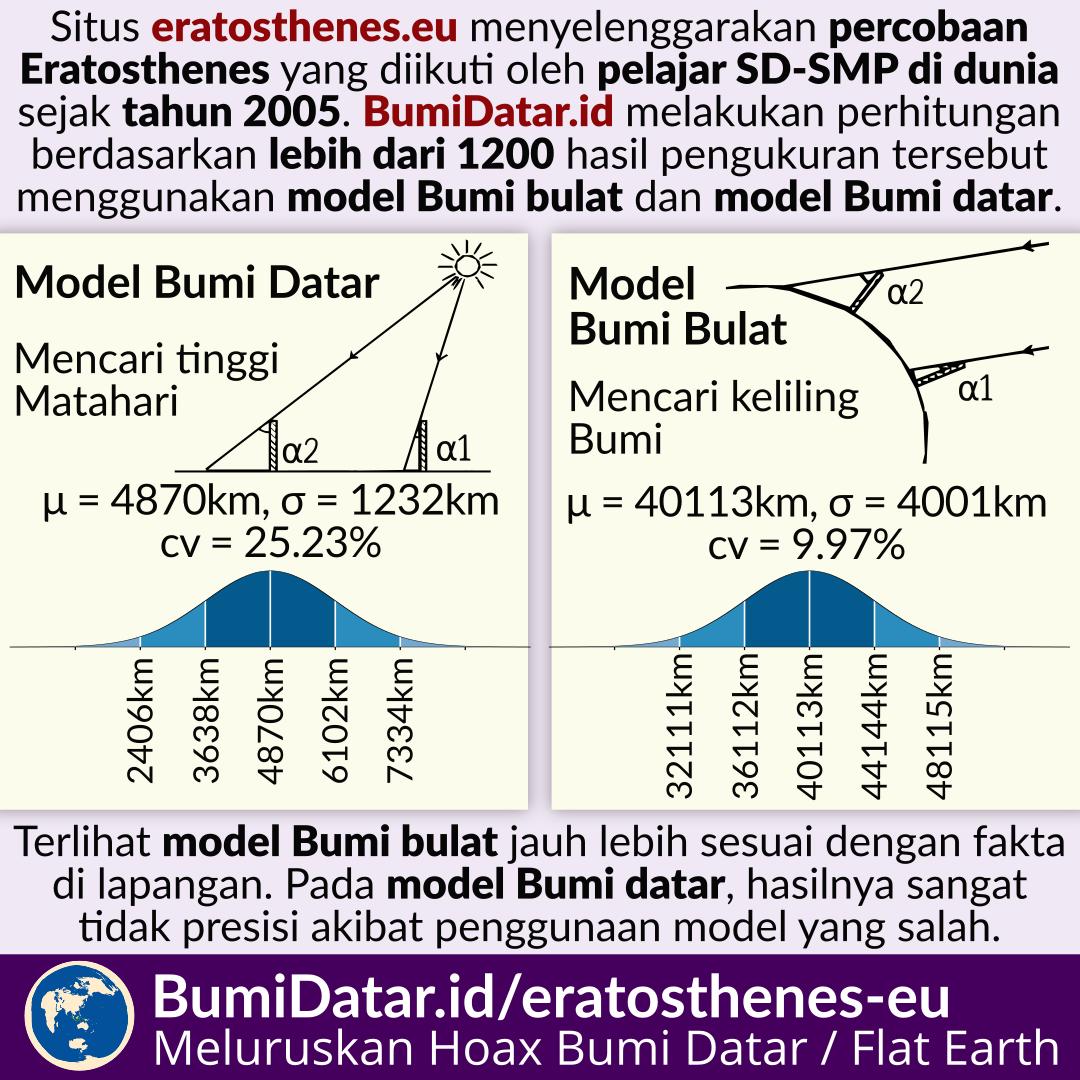 Situs eratosthenes.eu menyelenggarakan percobaan
Eratosthenes yang diikuti oleh pelajar SD-SMP di dunia
sejak tahun 2005. BumiDatar.id melakukan perhitungan
berdasarkan lebih dari 1200 hasil pengukuran tersebut
menggunakan model Bumi bulat dan model Bumi datar.
Model Bumi Datar
Mencari tinggi
Matahari
α2
α1
μ = 4870km, σ = 1232km
cv = 25.23%
2406km
3638km
4870km
6102km
7334km
Model
Bumi Bulat
Mencari keliling
Bumi
α2
α1
μ = 40113km, σ = 4001km
cv = 9.97%
32111km
36112km
40113km
44144km
48115km
Terlihat model Bumi bulat jauh lebih sesuai dengan fakta
di lapangan. Pada model Bumi datar, hasilnya sangat
tidak presisi akibat penggunaan model yang salah.
BumiDatar.id/eratosthenes-eu
Meluruskan Hoax Bumi Datar / Flat Earth